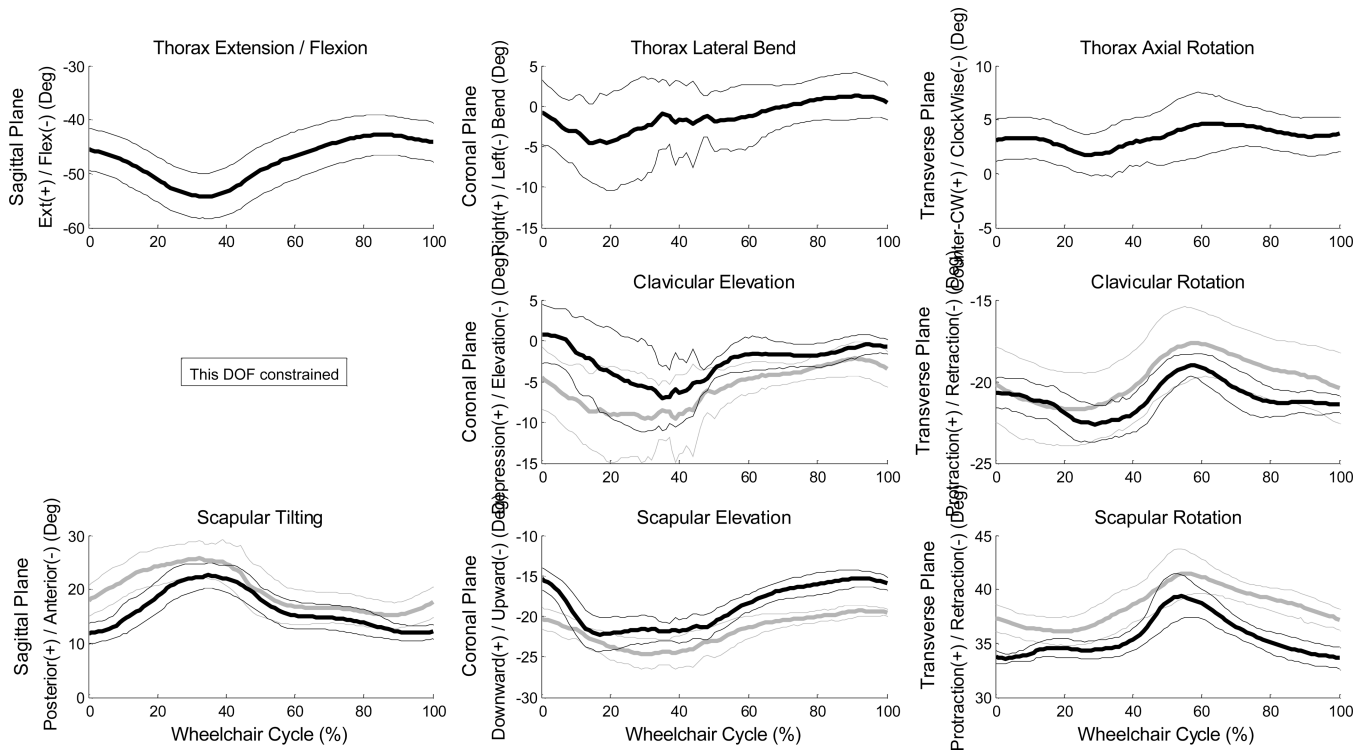 Thorax Extension / Flexion
Sagittal Plane
Ext(+) / Flex(-) (Deg)
-30
-40
-50
-60
0 20 40 60 80 100
Thorax Lateral Bend
Coronal Plane
Right(+) / Left(-) Bend (Deg)
5
0
-5
-10
-15
0 20 40 60 80 100
Thorax Axial Rotation
Transverse Plane
Counter-CW(+) / ClockWise(-) (Deg)
10
5
0
-5
0 20 40 60 80 100
This DOF constrained
Clavicular Elevation
Coronal Plane
Depression(+) / Elevation(-) (Deg)
5
0
-5
-10
-15
0 20 40 60 80 100
Clavicular Rotation
Transverse Plane
Protraction(+) / Retraction(-) (Deg)
-15
-20
-25
0 20 40 60 80 100
Scapular Tilting
Sagittal Plane
Posterior(+) / Anterior(-) (Deg)
30
20
10
0
0 20 40 60 80 100
Wheelchair Cycle (%)
Scapular Elevation
Coronal Plane
Downward(+) / Upward(-) (Deg)
-10
-15
-20
-25
-30
0 20 40 60 80 100
Wheelchair Cycle (%)
Scapular Rotation
Transverse Plane
Protraction(+) / Retraction(-) (Deg)
45
40
35
30
0 20 40 60 80 100
Wheelchair Cycle (%)